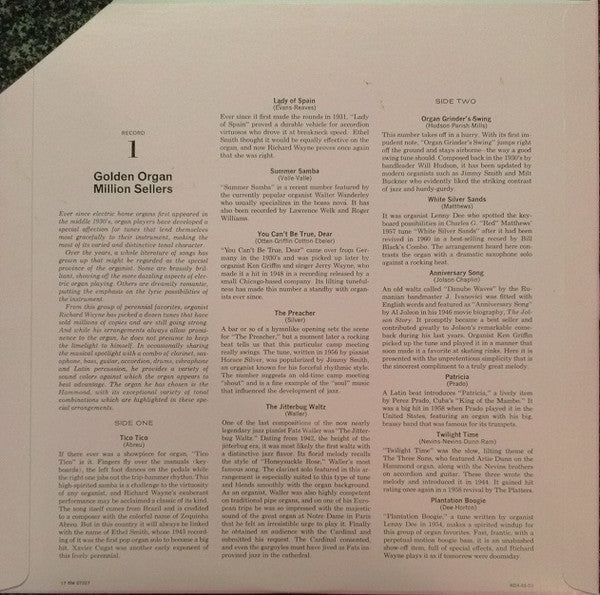 RECORD
1
Golden Organ
Million Sellers
Ever since electric home organs first appeared in
the middle 1930's, organ players have developed a
special affection for tunes that lend themselves
most gracefully to their instrument, making the
most of its varied and distinctive tonal character.
Over the years, a whole literature of songs has
grown up that might be regarded as the special
province of the organist. Some are brassily bril-
liant, showing off the more dazzling aspects of elec-
tric organ playing. Others are dreamily romantic,
putting the emphasis on the lyric possibilities of
the instrument.
From this group of perennial favorites, organist
Richard Wayne has picked a dozen tunes that have
sold millions of copies and are still going strong.
And while his arrangements always allow promi-
nence to the organ, he does not presume to keep
the limelight to himself. In occasionally sharing
the musical spotlight with a combo of clarinet, sax-
ophone, bass, guitar, accordion, drums, vibraphone
and Latin percussion, he provides a variety of
sound colors against which the organ appears to
best advantage. The organ he has chosen is the
Hammond, with its exceptional variety of tonal
combinations which are highlighted in these spe-
cial arrangements.
SIDE ONE
Tico Tico
(Abreu)
If there ever was a showpiece for organ, "Tico
Tico" is it. Fingers fly over the manuals (key-
boards), the left foot dances on the pedals while
the right one jabs out the trip-hammer rhythm. This
high-spirited samba is a challenge to the virtuosity
of any organist, and Richard Wayne's exuberant
performance may be acclaimed a classic of its kind.
The song itself comes from Brazil and is credited
to a composer with the colorful name of Zequinha
Abreu. But in this country it will always be linked
with the name of Ethel Smith, whose 1943 record-
ing of it was the first pop organ solo to become a big
hit. Xavier Cugat was another early exponent of
this lively perennial.
Lady of Spain
(Evans-Reaves)
Ever since it first made the rounds in 1931, "Lady
of Spain" proved a durable vehicle for accordion
virtuosos who drove it at breakneck speed. Ethel
Smith thought it would be equally effective on the
organ, and now Richard Wayne proves once again
that she was right.
Summer Samba
(Valle-Valle)
"Summer Samba" is a recent number featured by
the currently popular organist Walter Wanderley
who usually specializes in the bossa nova. It has
also been recorded by Lawrence Welk and Roger
Williams.
You Can't Be True, Dear
(Otten-Griffin-Cotton-Ebeler)
"You Can't Be True, Dear" came over from Ger-
many in the 1930's and was picked up later by
organist Ken Griffin and singer Jerry Wayne, who
made it a hit in 1948 in a recording released by a
small Chicago-based company. Its lilting tuneful-
ness has made this number a standby with organ-
ists ever since.
The Preacher
(Silver)
A bar or so of a hymnlike opening sets the scene
for "The Preacher," but a moment later a rocking
beat tells us that this particular camp meeting
really swings. The tune, written in 1956 by pianist
Horace Silver, was popularized by Jimmy Smith,
an organist known for his forceful rhythmic style.
The number suggests an old-time camp meeting
"shout" and is a fine example of the "soul" music
that influenced the development of jazz.
The Jitterbug Waltz
(Waller)
One of the last compositions of the now nearly
legendary jazz pianist Fats Waller was "The Jitter-
bug Waltz." Dating from 1942, the height of the
jitterbug era, it was most likely the first waltz with
a distinctive jazz flavor. Its florid melody recalls
the style of "Honeysuckle Rose," Waller's most
famous song. The clarinet solo featured in this ar-
rangement is especially suited to this type of tune
and blends smoothly with the organ background.
As an organist, Waller was also highly competent
on traditional pipe organs, and on one of his Euro-
pean trips he was so impressed with the majestic
sound of the great organ at Notre Dame in Paris
that he felt an irresistible urge to play it. Finally
he obtained an audience with the Cardinal and
submitted his request. The Cardinal consented,
and even the gargoyles must have jived as Fats im-
provised jazz in the cathedral.
SIDE TWO
Organ Grinder's Swing
(Hudson-Parish-Mills)
This number takes off in a hurry. With its first im-
pudent note, "Organ Grinder's Swing" jumps right
off the ground and stays airborne—the way a good
swing tune should. Composed back in the 1930's by
bandleader Will Hudson, it has been updated by
modern organists such as Jimmy Smith and Milt
Buckner who evidently liked the striking contrast
of jazz and hurdy-gurdy.
White Silver Sands
(Matthews)
It was organist Lenny Dee who spotted the key-
board possibilities in Charles G. "Red" Matthews'
1957 tune "White Silver Sands" after it had been
revived in 1960 in a best-selling record by Bill
Black's Combo. The arrangement heard here con-
trasts the organ with a dramatic saxophone solo
against a rocking beat.
Anniversary Song
(Jolson-Chaplin)
An old waltz called "Danube Waves" by the Ru-
manian bandmaster J. Ivanovici was fitted with
English words and featured as "Anniversary Song"
by Al Jolson in his 1946 movie biography, The Jol-
son Story. It promptly became a best seller and
contributed greatly to Jolson's remarkable come-
back during his last years. Organist Ken Griffin
picked up the tune and played it in a manner that
soon made it a favorite at skating rinks. Here it is
presented with the unpretentious simplicity that is
the sincerest compliment to a truly great melody.
Patricia
(Prado)
A Latin beat introduces "Patricia," a lively item
by Perez Prado, Cuba's "King of the Mambo." It
was a big hit in 1958 when Prado played it in the
United States, featuring an organ with his big,
brassy band that was famous for its trumpets.
Twilight Time
(Nevins-Nevins-Dunn-Ram)
"Twilight Time" was the slow, lilting theme of
The Three Suns, who featured Artie Dunn on the
Hammond organ, along with the Nevins brothers
on accordion and guitar. These three wrote the
melody and introduced it in 1944. It gained hit
rating once again in a 1958 revival by The Platters.
Plantation Boogie
(Dee-Horton)
"Plantation Boogie," a tune written by organist
Lenny Dee in 1954, makes a spirited windup for
this group of organ favorites. Fast, frantic, with a
perpetual motion boogie bass, it is an unabashed
show-off item, full of special effects, and Richard
Wayne plays it as if tomorrow were doomsday.